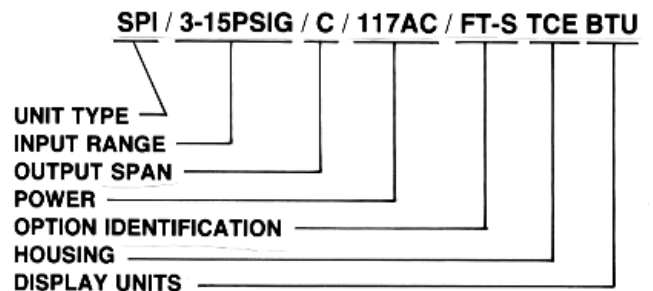 SPI / 3-15PSIG / C / 117AC / FT-S TCE BTU
UNIT TYPE
INPUT RANGE
OUTPUT SPAN
POWER
OPTION IDENTIFICATION
HOUSING
DISPLAY UNITS